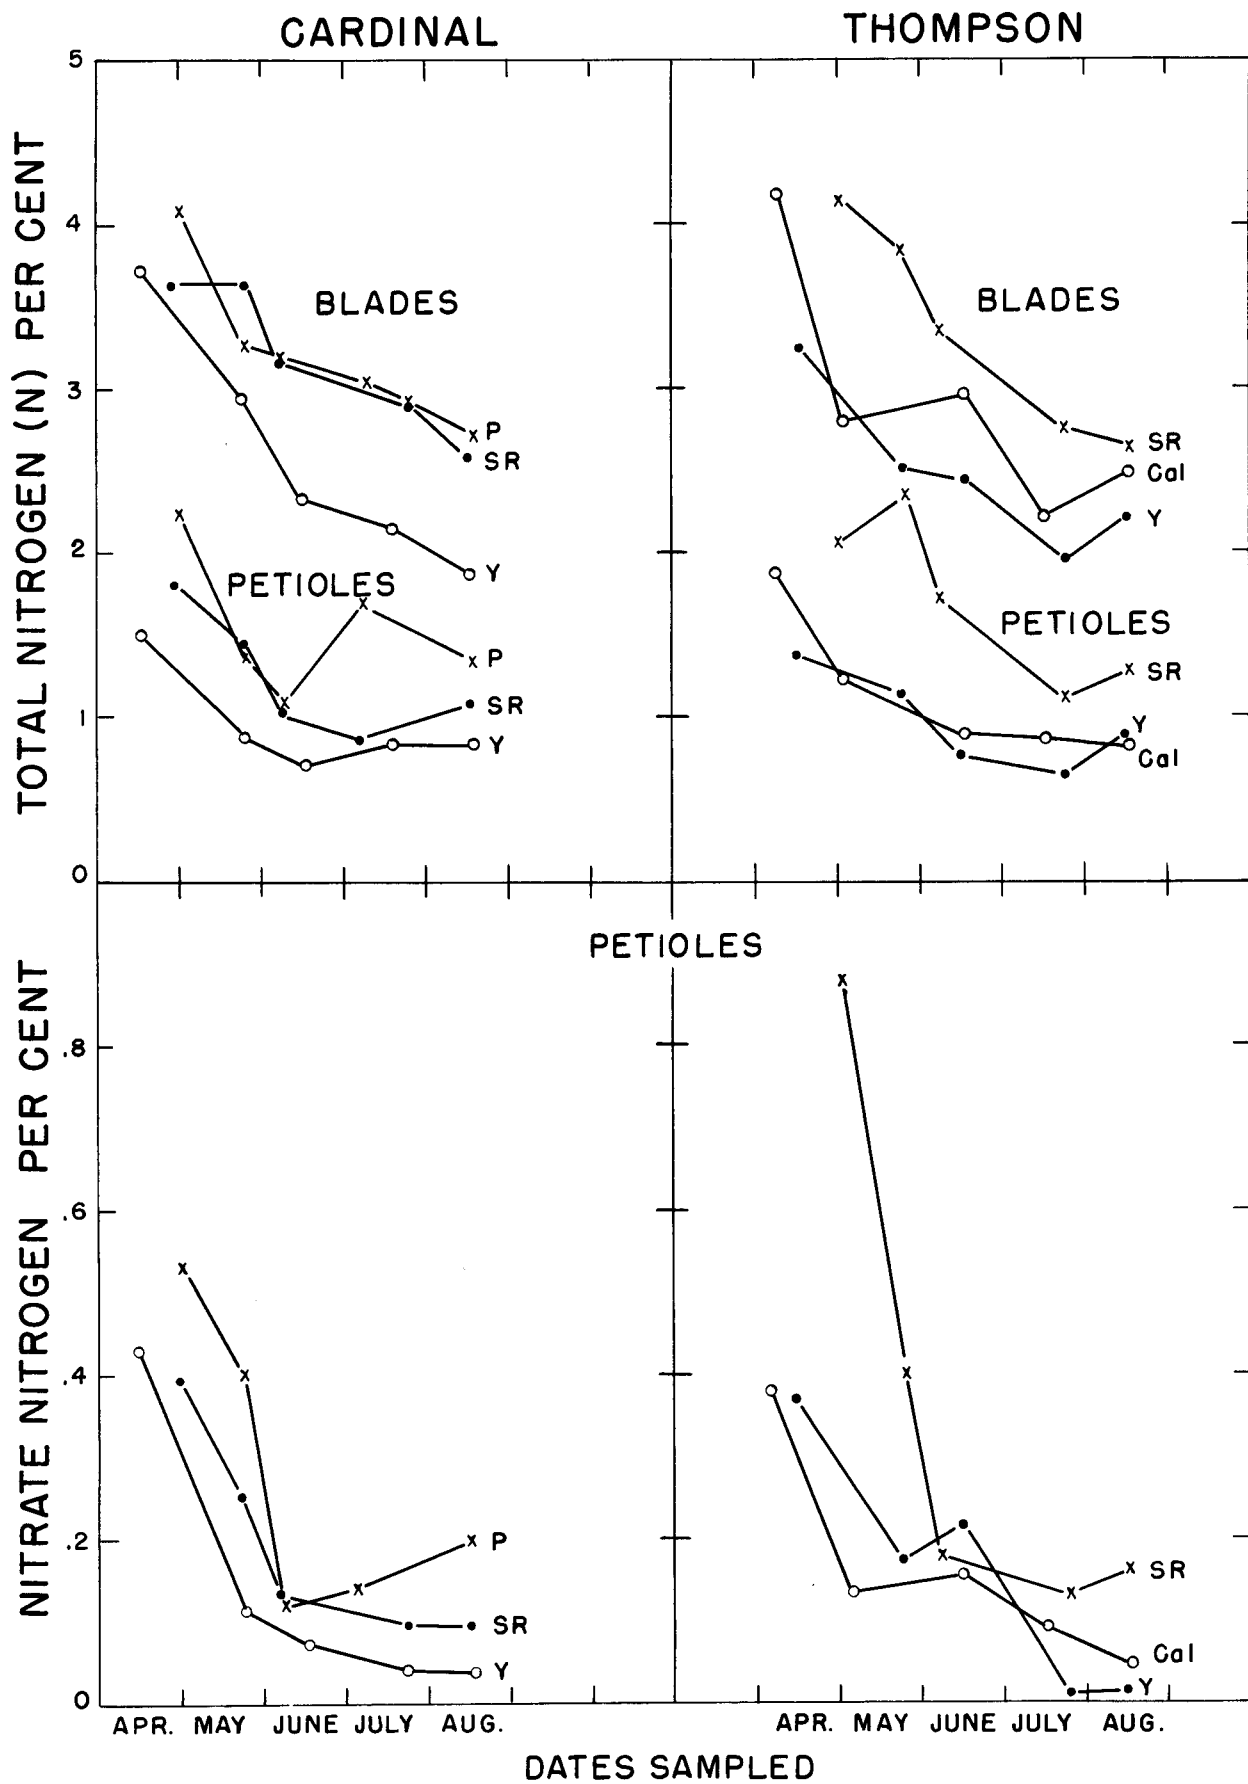 CARDINAL THOMPSON
TOTAL NITROGEN (N) PER CENT
5
4
3
2
1
0
BLADES
P
SR
Y
PETIOLES
P
SR
Y
BLADES
SR
Cal
Y
PETIOLES
SR
Y
Cal
PETIOLES
NITRATE NITROGEN PER CENT
.8
.6
.4
.2
0
P
SR
Y
SR
Cal
Y
APR. MAY JUNE JULY AUG. APR. MAY JUNE JULY AUG.
DATES SAMPLED